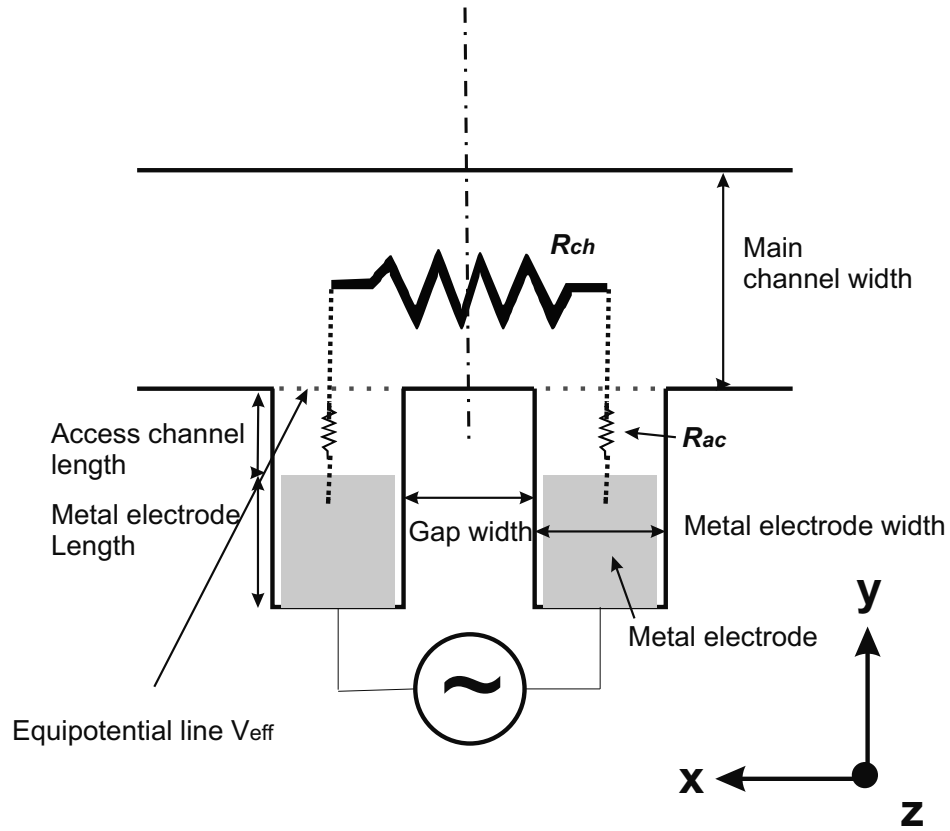 Rch
Main
channel width
Access channel
length
Rac
Metal electrode
Length
Gap width
Metal electrode width
Metal electrode
~
Equipotential line Veff
y
x
z